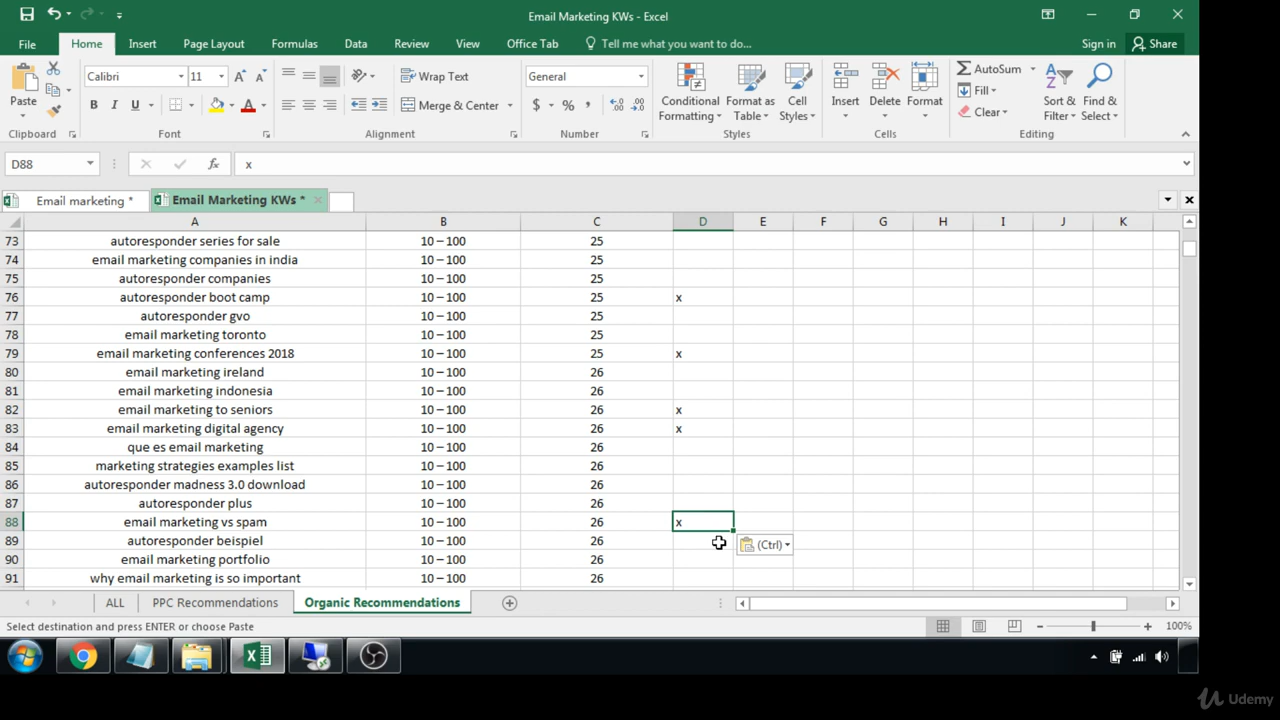 Email Marketing KWs - Excel
File Home Insert Page Layout Formulas Data Review View Office Tab Tell me what you want to do... Sign in Share
Paste Calibri 11 Wrap Text General Conditional Formatting Format as Table Cell Styles Insert Delete Format AutoSum Fill Clear Sort & Filter Find & Select
B I U A Merge & Center $ %
Clipboard Font Alignment Number Styles Cells Editing
D88 fx x
Email marketing * Email Marketing KWs *
A B C D E F G H I J K
73 autoresponder series for sale 10 – 100 25
74 email marketing companies in india 10 – 100 25
75 autoresponder companies 10 – 100 25
76 autoresponder boot camp 10 – 100 25 x
77 autoresponder gvo 10 – 100 25
78 email marketing toronto 10 – 100 25
79 email marketing conferences 2018 10 – 100 25 x
80 email marketing ireland 10 – 100 26
81 email marketing indonesia 10 – 100 26
82 email marketing to seniors 10 – 100 26 x
83 email marketing digital agency 10 – 100 26 x
84 que es email marketing 10 – 100 26
85 marketing strategies examples list 10 – 100 26
86 autoresponder madness 3.0 download 10 – 100 26
87 autoresponder plus 10 – 100 26
88 email marketing vs spam 10 – 100 26 x
89 autoresponder beispiel 10 – 100 26 (Ctrl)
90 email marketing portfolio 10 – 100 26
91 why email marketing is so important 10 – 100 26
ALL PPC Recommendations Organic Recommendations
Select destination and press ENTER or choose Paste 100%
Udemy